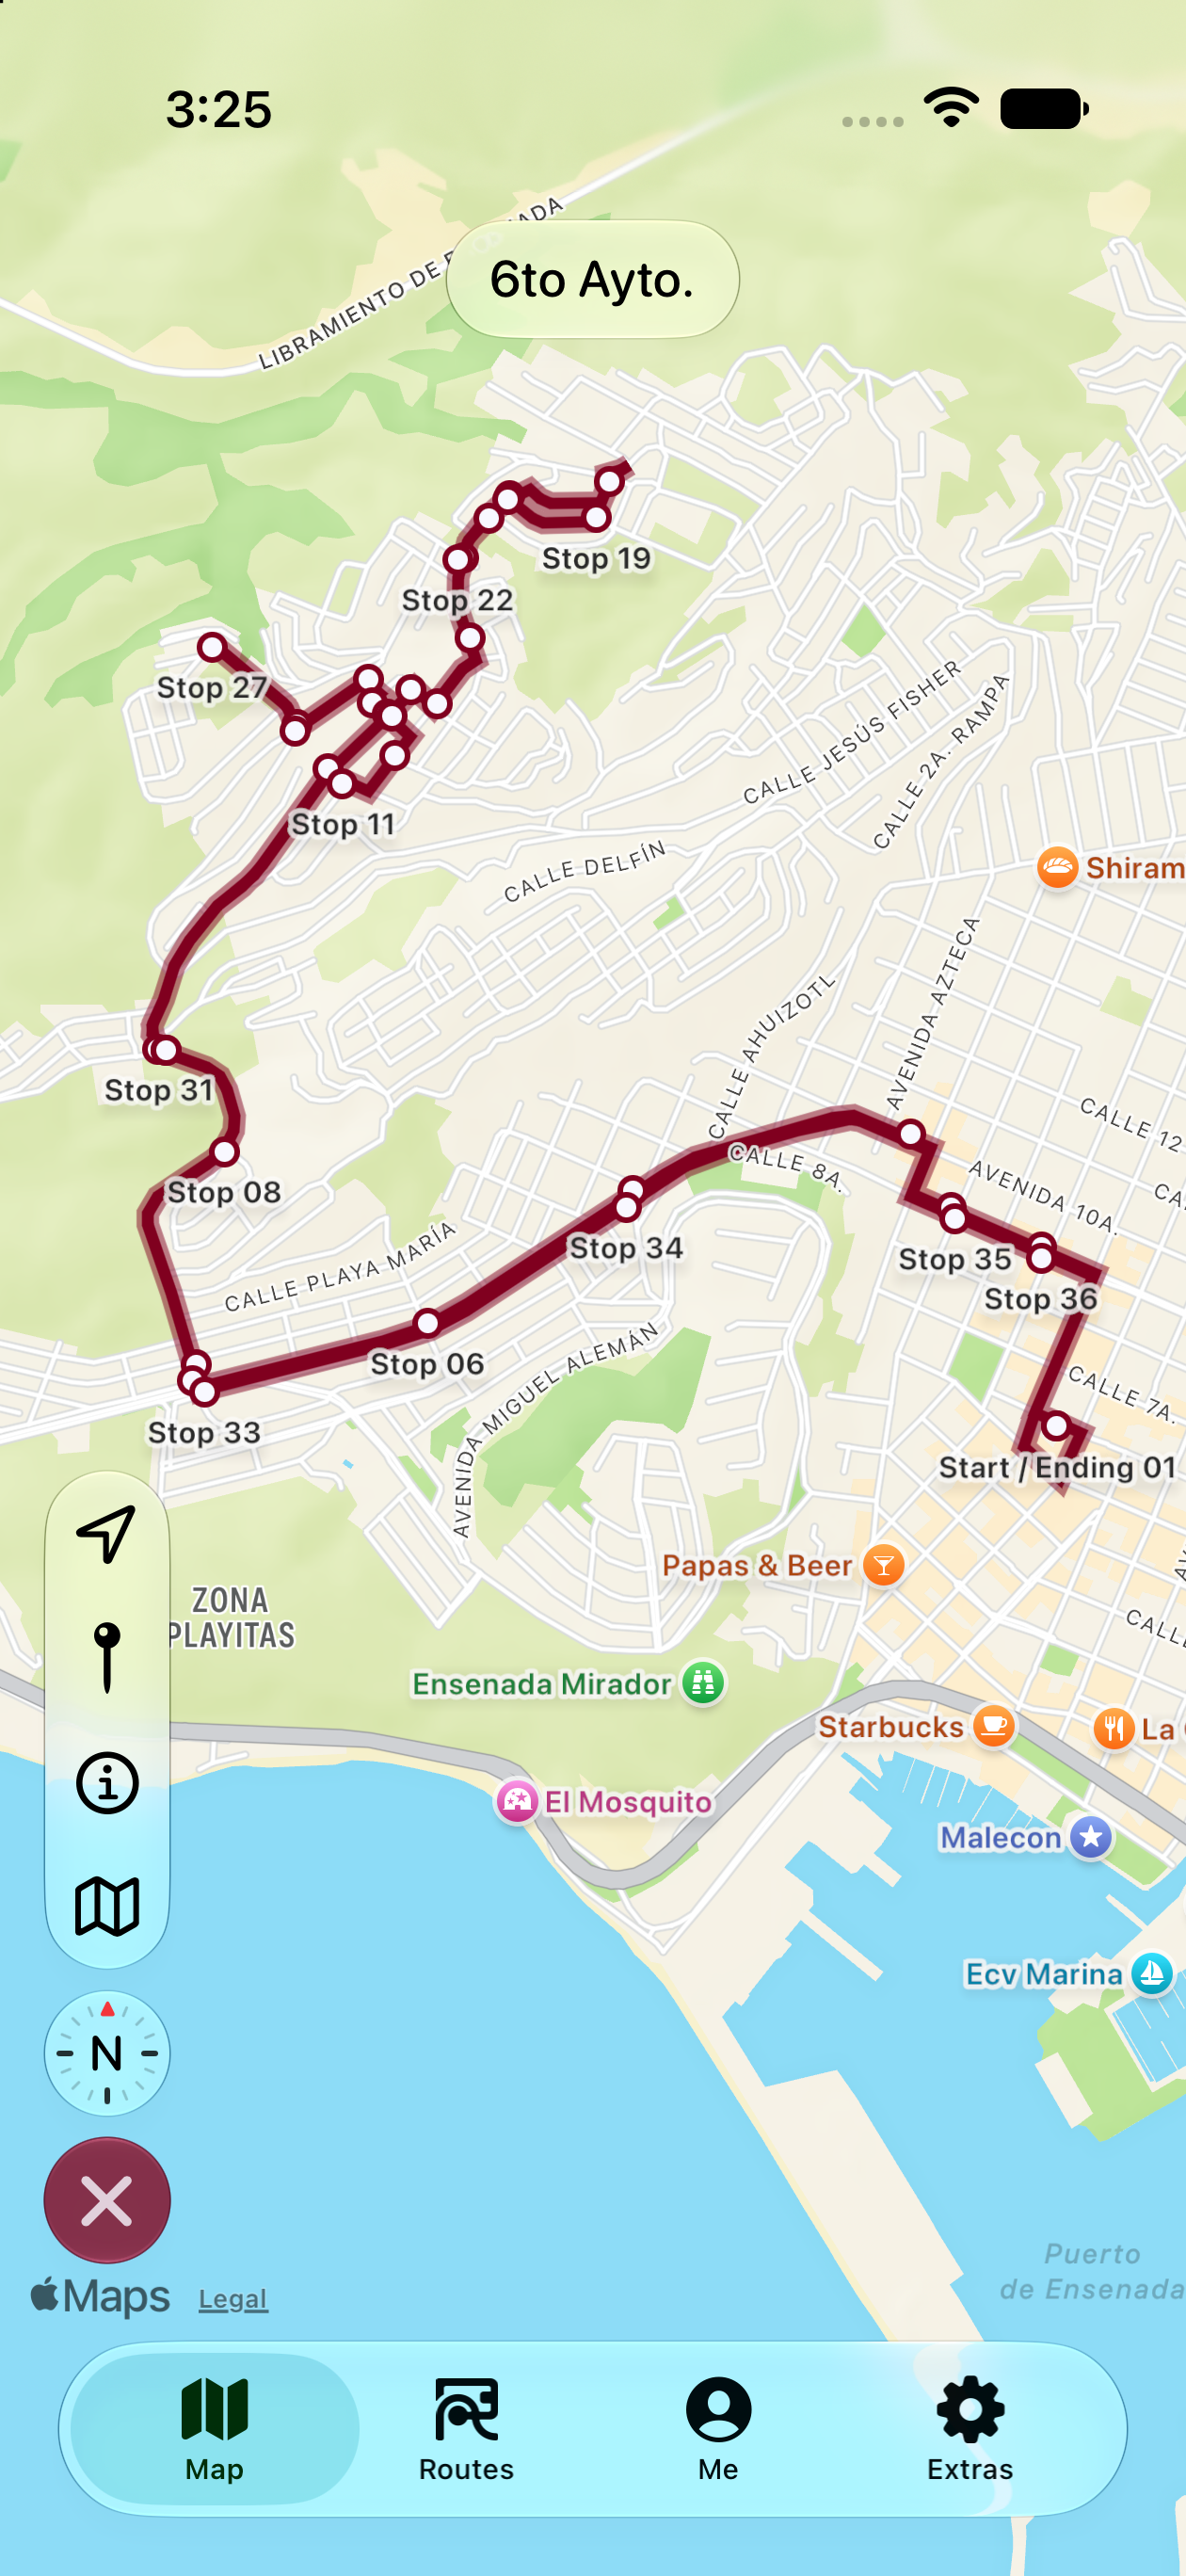 3:25
LIBRAMIENTO DE
ADA
6to Ayto.
Stop 19
Stop 22
Stop 27
CALLE JESÚS FISHER
CALLE 2A. RAMPA
Stop 11
CALLE DELFÍN
Shiram
AVENIDA AZTECA
CALLE AHUIZOTL
Stop 31
CALLE 12
CALLE 8A.
AVENIDA 10A.
CA
Stop 08
CALLE PLAYA MARÍA
Stop 34
Stop 35
Stop 36
Stop 06
AVENIDA MIGUEL ALEMÁN
CALLE 7A.
Stop 33
Start / Ending 01
Papas & Beer
ZONA
PLAYITAS
AV
CALLE
Ensenada Mirador
Starbucks
La
El Mosquito
Malecon
Ecv Marina
N
Puerto
de Ensenada
Maps
Legal
Map
Routes
Me
Extras